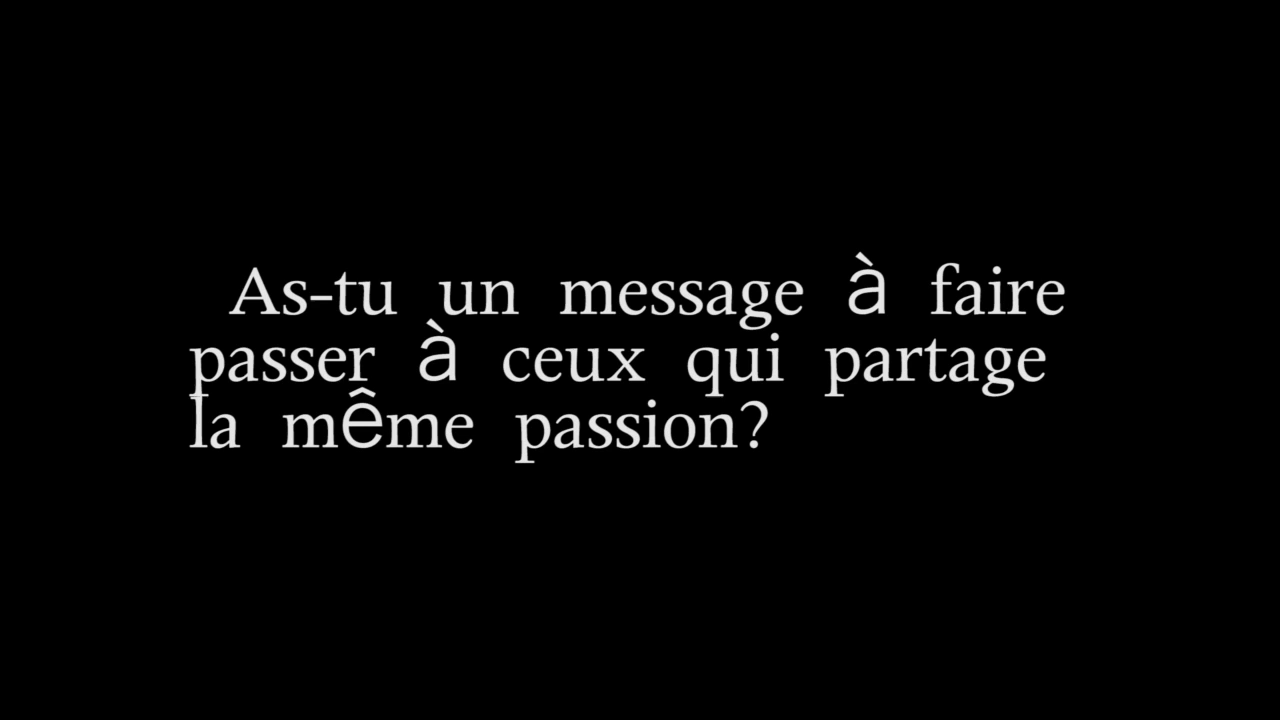 As-tu un message à faire
passer à ceux qui partage
la même passion?